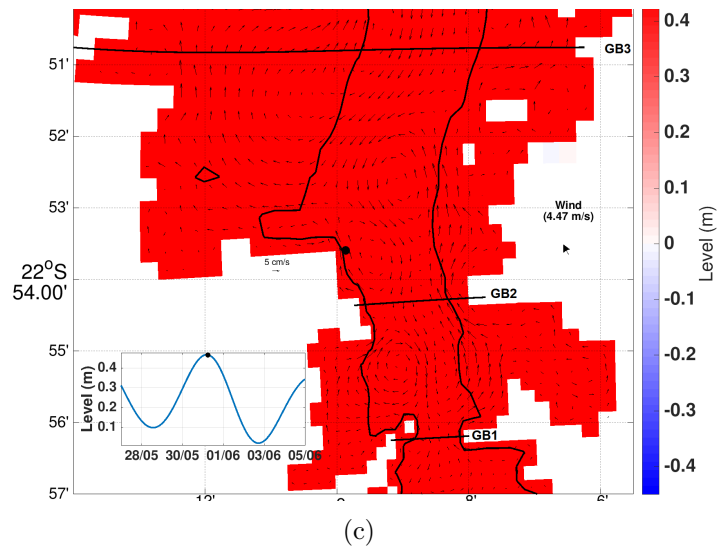 GB3
51'
52'
53'
Wind
(4.47 m/s)
5 cm/s
22°S
54.00'
GB2
55'
56'
GB1
57'
8'
6'
Level (m)
0.4
0.3
0.2
0.1
28/05 30/05 01/06 03/06 05/06
0.4
0.3
0.2
0.1
0
-0.1
-0.2
-0.3
-0.4
Level (m)
(c)